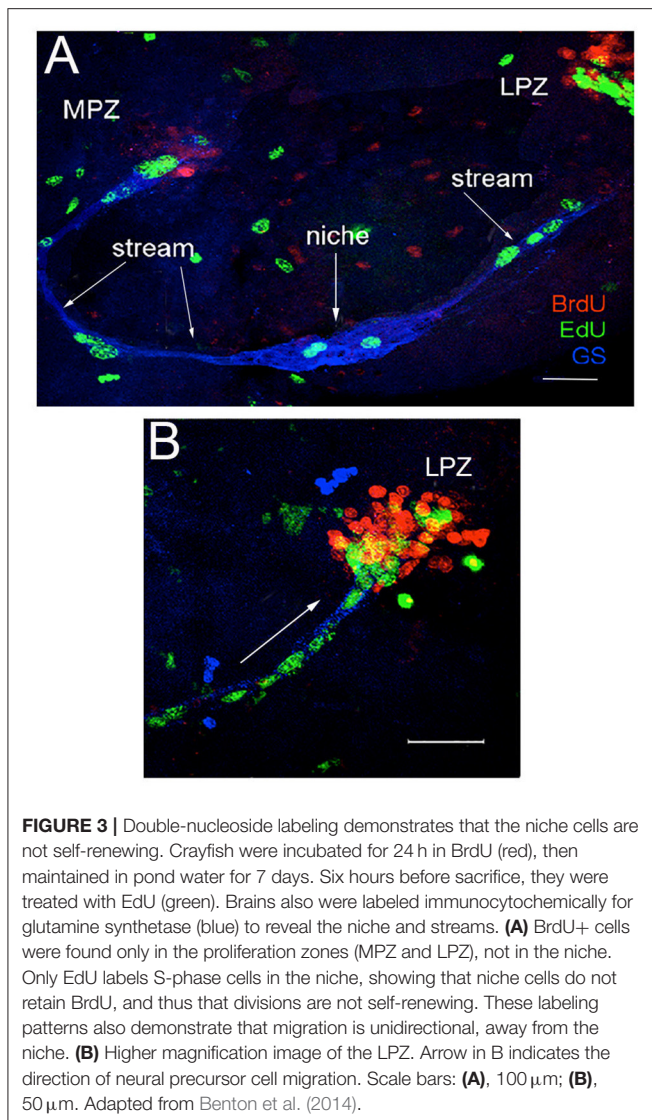 A
MPZ
LPZ
stream
niche
stream
BrdU
EdU
GS
B
LPZ
FIGURE 3 | Double-nucleoside labeling demonstrates that the niche cells are
not self-renewing. Crayfish were incubated for 24 h in BrdU (red), then
maintained in pond water for 7 days. Six hours before sacrifice, they were
treated with EdU (green). Brains also were labeled immunocytochemically for
glutamine synthetase (blue) to reveal the niche and streams. (A) BrdU+ cells
were found only in the proliferation zones (MPZ and LPZ), not in the niche.
Only EdU labels S-phase cells in the niche, showing that niche cells do not
retain BrdU, and thus that divisions are not self-renewing. These labeling
patterns also demonstrate that migration is unidirectional, away from the
niche. (B) Higher magnification image of the LPZ. Arrow in B indicates the
direction of neural precursor cell migration. Scale bars: (A), 100 μm; (B),
50 μm. Adapted from Benton et al. (2014).